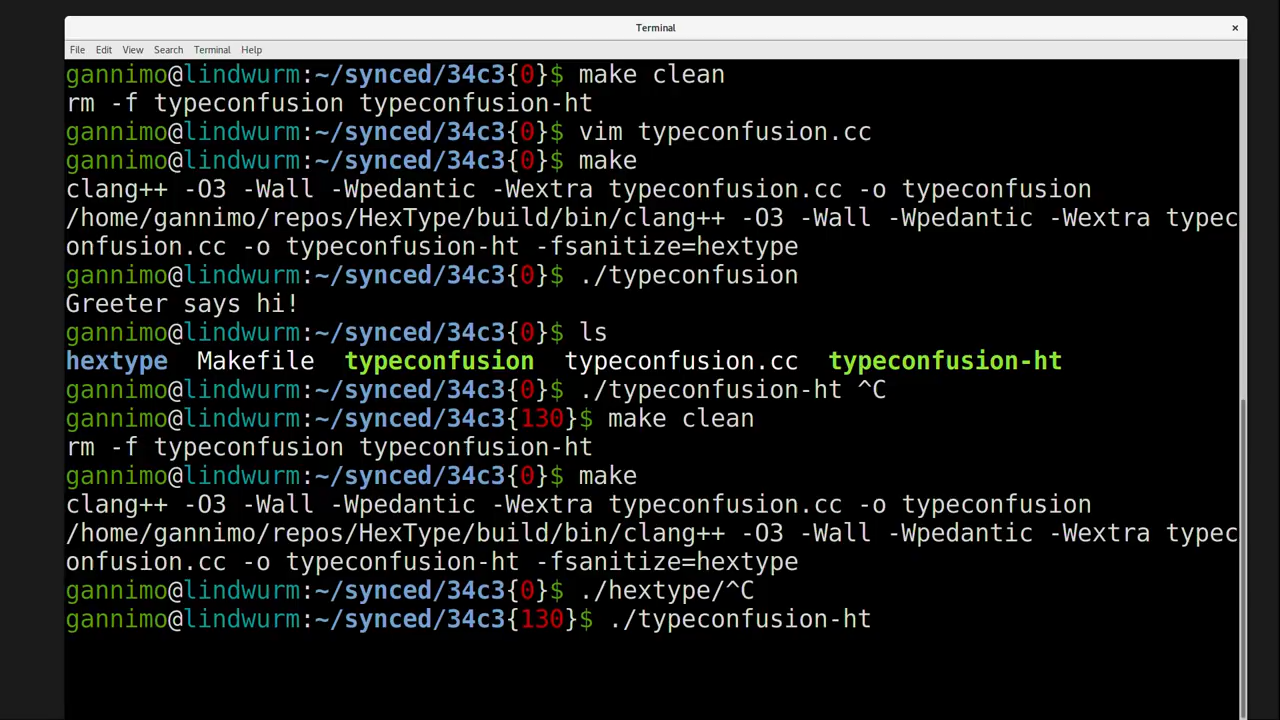 Terminal
×
File Edit View Search Terminal Help
gannimo@lindwurm:~/synced/34c3{0}$ make clean
rm -f typeconfusion typeconfusion-ht
gannimo@lindwurm:~/synced/34c3{0}$ vim typeconfusion.cc
gannimo@lindwurm:~/synced/34c3{0}$ make
clang++ -O3 -Wall -Wpedantic -Wextra typeconfusion.cc -o typeconfusion
/home/gannimo/repos/HexType/build/bin/clang++ -O3 -Wall -Wpedantic -Wextra typec
onfusion.cc -o typeconfusion-ht -fsanitize=hextype
gannimo@lindwurm:~/synced/34c3{0}$ ./typeconfusion
Greeter says hi!
gannimo@lindwurm:~/synced/34c3{0}$ ls
hextype Makefile typeconfusion typeconfusion.cc typeconfusion-ht
gannimo@lindwurm:~/synced/34c3{0}$ ./typeconfusion-ht ^C
gannimo@lindwurm:~/synced/34c3{130}$ make clean
rm -f typeconfusion typeconfusion-ht
gannimo@lindwurm:~/synced/34c3{0}$ make
clang++ -O3 -Wall -Wpedantic -Wextra typeconfusion.cc -o typeconfusion
/home/gannimo/repos/HexType/build/bin/clang++ -O3 -Wall -Wpedantic -Wextra typec
onfusion.cc -o typeconfusion-ht -fsanitize=hextype
gannimo@lindwurm:~/synced/34c3{0}$ ./hextype/^C
gannimo@lindwurm:~/synced/34c3{130}$ ./typeconfusion-ht